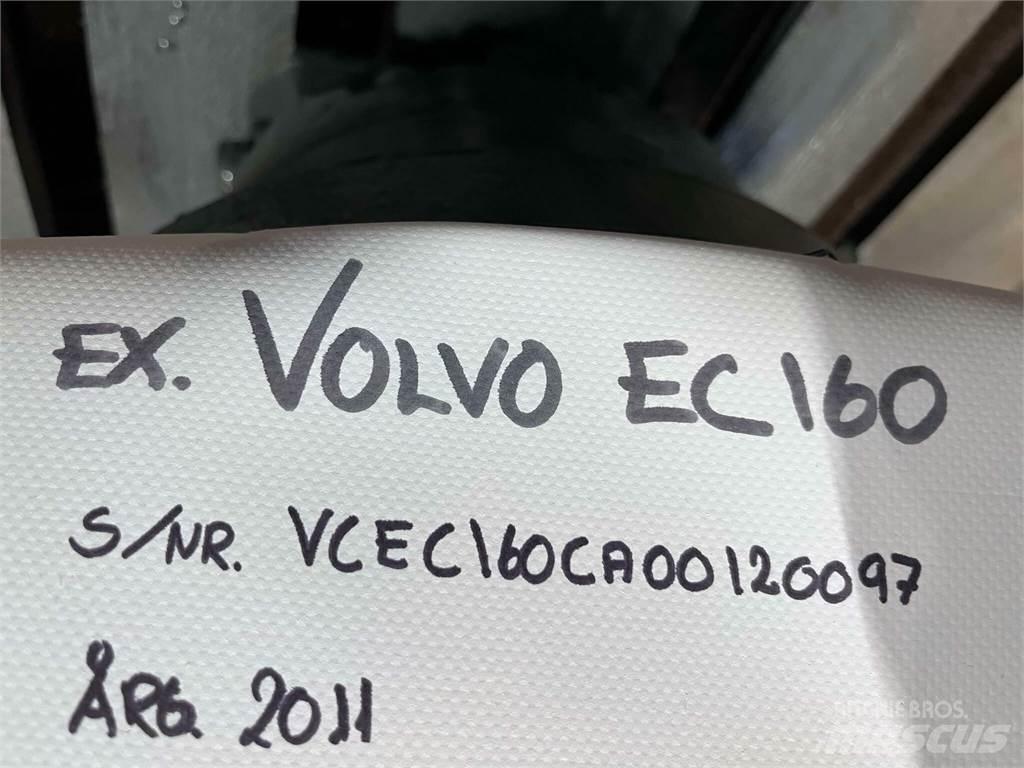 EX. VOLVO EC160
S/NR. VCEC160CA00120097
ÅRG. 2011
RITCHIE BROS.
MASCUS